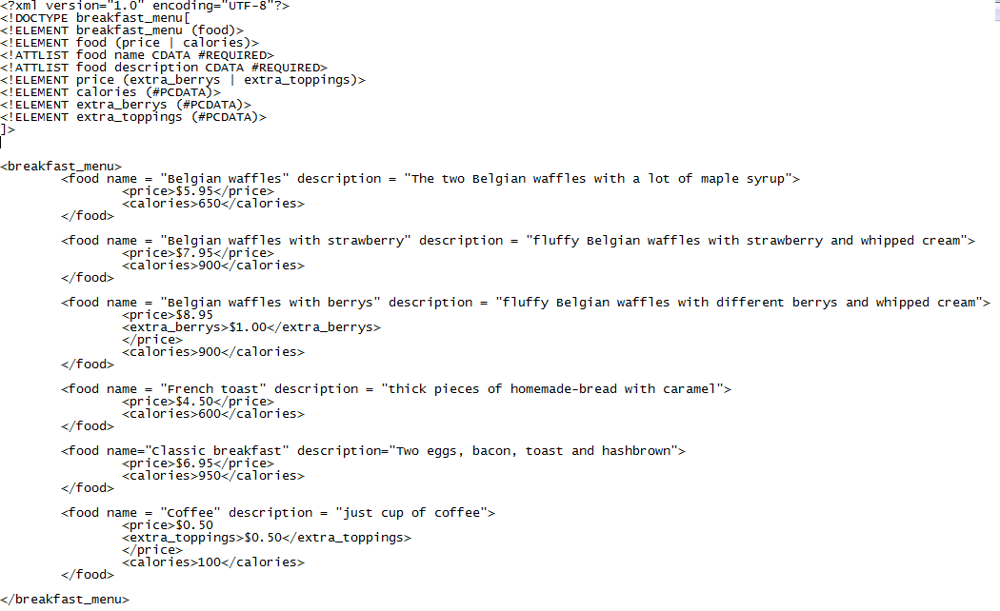 <?xml version="1.0" encoding="UTF-8"?>
<!DOCTYPE breakfast_menu[
<!ELEMENT breakfast_menu (food)>
<!ELEMENT food (price | calories)>
<!ATTLIST food name CDATA #REQUIRED>
<!ATTLIST food description CDATA #REQUIRED>
<!ELEMENT price (extra_berrys | extra_toppings)>
<!ELEMENT calories (#PCDATA)>
<!ELEMENT extra_berrys (#PCDATA)>
<!ELEMENT extra_toppings (#PCDATA)>
]>
<breakfast_menu>
<food name = "Belgian waffles" description = "The two Belgian waffles with a lot of maple syrup">
<price>$5.95</price>
<calories>650</calories>
</food>
<food name = "Belgian waffles with strawberry" description = "fluffy Belgian waffles with strawberry and whipped cream">
<price>$7.95</price>
<calories>900</calories>
</food>
<food name = "Belgian waffles with berrys" description = "fluffy Belgian waffles with different berrys and whipped cream">
<price>$8.95
<extra_berrys>$1.00</extra_berrys>
</price>
<calories>900</calories>
</food>
<food name = "French toast" description = "thick pieces of homemade-bread with caramel">
<price>$4.50</price>
<calories>600</calories>
</food>
<food name="Classic breakfast" description="Two eggs, bacon, toast and hashbrown">
<price>$6.95</price>
<calories>950</calories>
</food>
<food name = "Coffee" description = "just cup of coffee">
<price>$0.50
<extra_toppings>$0.50</extra_toppings>
</price>
<calories>100</calories>
</food>
</breakfast_menu>